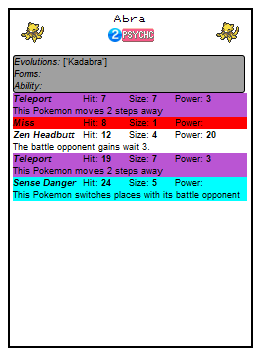 Abra
2 PSYCHC
Evolutions: ['Kadabra']
Forms:
Ability:
Teleport Hit: 7 Size: 7 Power: 3
This Pokemon moves 2 steps away
Miss Hit: 8 Size: 1 Power:
Zen Headbutt Hit: 12 Size: 4 Power: 20
The battle opponent gains wait 3.
Teleport Hit: 19 Size: 7 Power: 3
This Pokemon moves 2 steps away
Sense Danger Hit: 24 Size: 5 Power:
This Pokemon switches places with its battle opponent